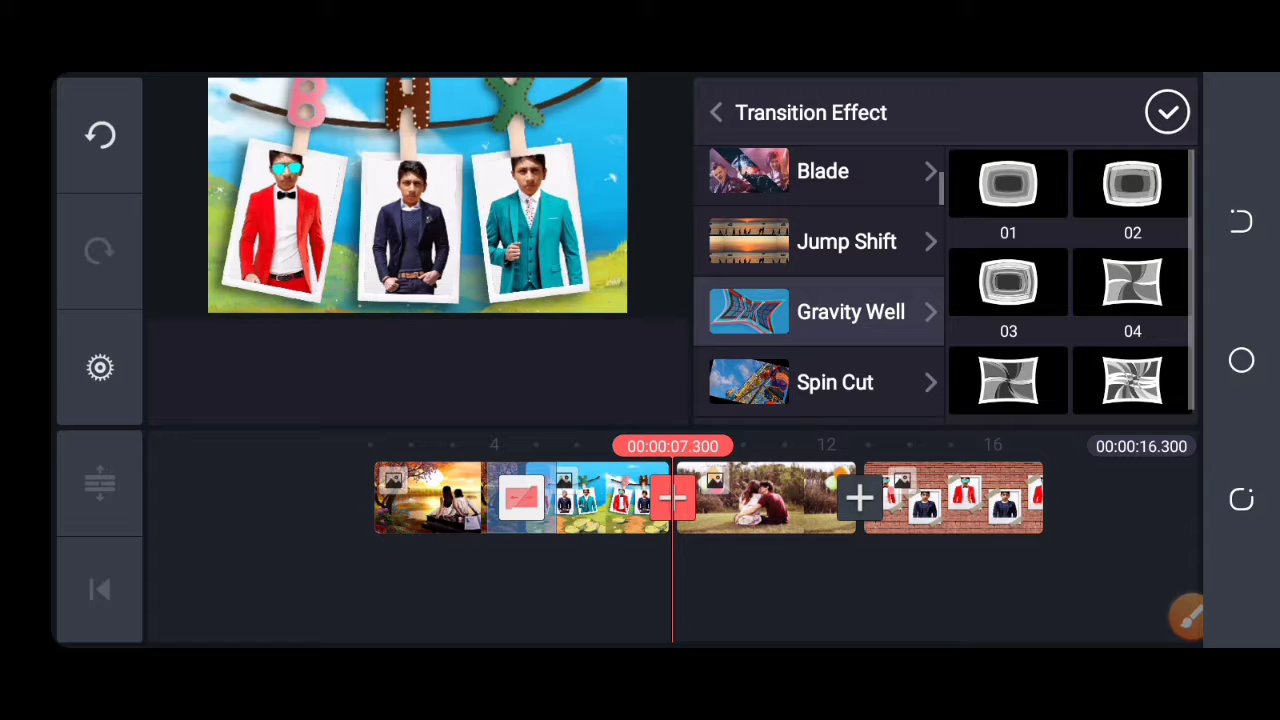 B A X
Transition Effect
Blade
01
02
Jump Shift
Gravity Well
03
04
Spin Cut
4
00:00:07.300
12
16
00:00:16.300